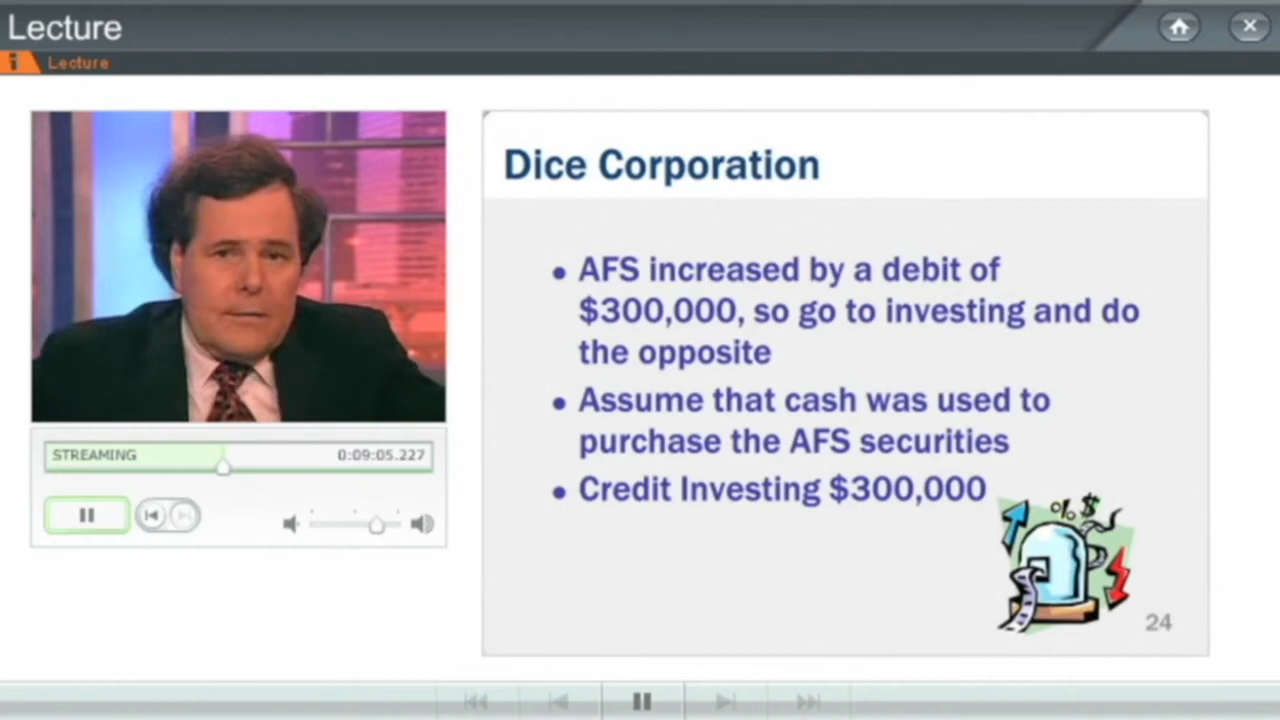 Lecture
i Lecture
STREAMING 0:09:05.227
Dice Corporation
• AFS increased by a debit of
$300,000, so go to investing and do
the opposite
• Assume that cash was used to
purchase the AFS securities
• Credit Investing $300,000
% $
24